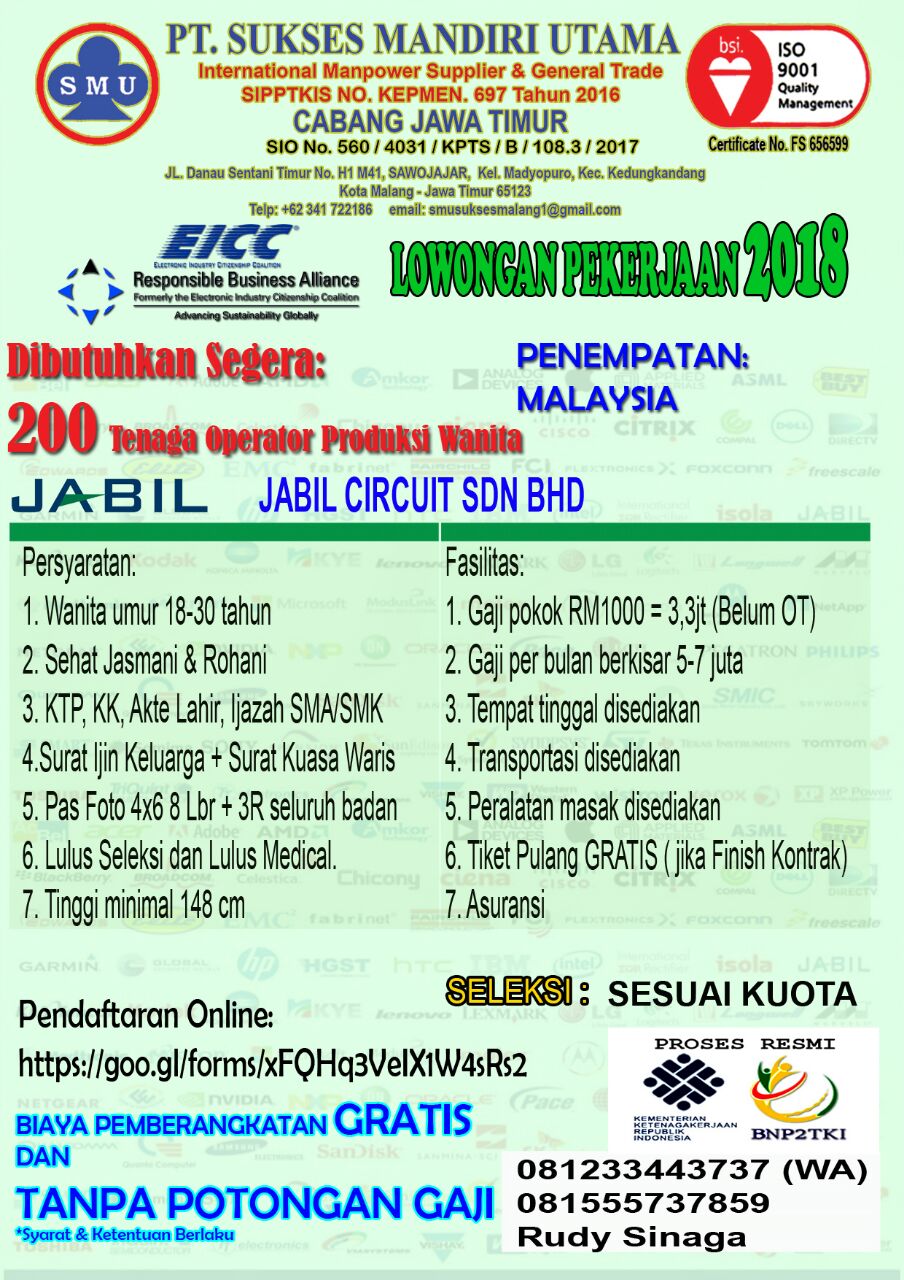 SMU
PT. SUKSES MANDIRI UTAMA
International Manpower Supplier & General Trade
SIPPTKIS NO. KEPMEN. 697 Tahun 2016
CABANG JAWA TIMUR
SIO No. 560 / 4031 / KPTS / B / 108.3 / 2017
JL. Danau Sentani Timur No. H1 M41, SAWOJAJAR, Kel. Madyopuro, Kec. Kedungkandang
Kota Malang - Jawa Timur 65123
Telp: +62 341 722186 email: smusuksesmalang1@gmail.com
bsi.
ISO
9001
Quality
Management
Certificate No. FS 656599
EICC
ELECTRONIC INDUSTRY CITIZENSHIP COALITION
Responsible Business Alliance
Formerly the Electronic Industry Citizenship Coalition
Advancing Sustainability Globally
LOWONGAN PEKERJAAN 2018
Dibutuhkan Segera:
200 Tenaga Operator Produksi Wanita
PENEMPATAN:
MALAYSIA
JABIL JABIL CIRCUIT SDN BHD
Persyaratan:
1. Wanita umur 18-30 tahun
2. Sehat Jasmani & Rohani
3. KTP, KK, Akte Lahir, Ijazah SMA/SMK
4.Surat Ijin Keluarga + Surat Kuasa Waris
5. Pas Foto 4x6 8 Lbr + 3R seluruh badan
6. Lulus Seleksi dan Lulus Medical.
7. Tinggi minimal 148 cm
Fasilitas:
1. Gaji pokok RM1000 = 3,3jt (Belum OT)
2. Gaji per bulan berkisar 5-7 juta
3. Tempat tinggal disediakan
4. Transportasi disediakan
5. Peralatan masak disediakan
6. Tiket Pulang GRATIS ( jika Finish Kontrak)
7. Asuransi
SELEKSI : SESUAI KUOTA
Pendaftaran Online:
https://goo.gl/forms/xFQHq3VelX1W4sRs2
BIAYA PEMBERANGKATAN GRATIS
DAN
TANPA POTONGAN GAJI
*Syarat & Ketentuan Berlaku
PROSES RESMI
KEMENTERIAN
KETENAGAKERJAAN
REPUBLIK
INDONESIA
BNP2TKI
081233443737 (WA)
081555737859
Rudy Sinaga